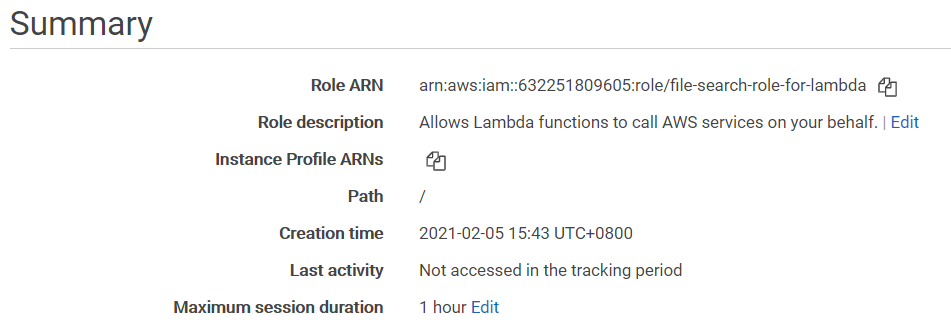 Summary
Role ARN arn:aws:iam::632251809605:role/file-search-role-for-lambda
Role description Allows Lambda functions to call AWS services on your behalf. | Edit
Instance Profile ARNs
Path /
Creation time 2021-02-05 15:43 UTC+0800
Last activity Not accessed in the tracking period
Maximum session duration 1 hour Edit